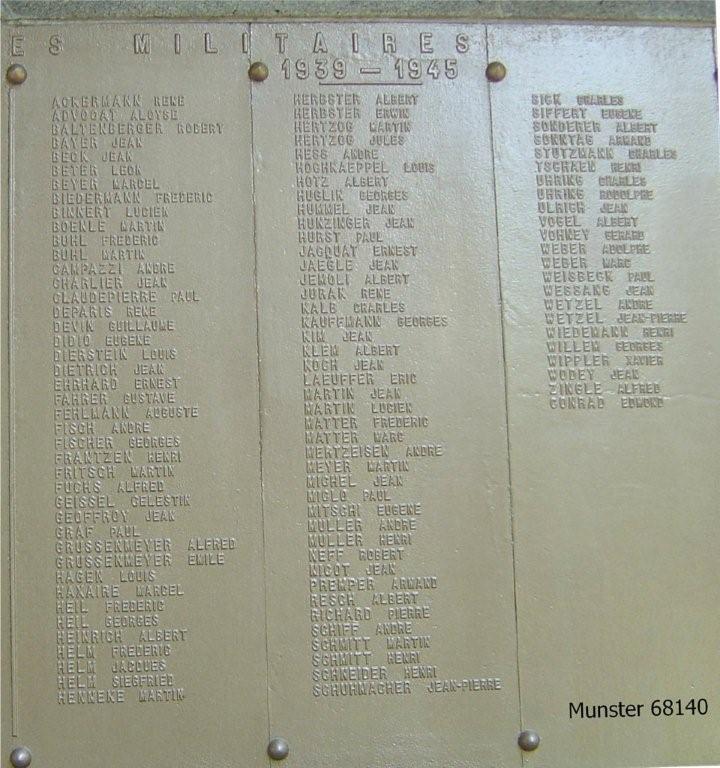 ES MILITAIRES
1939 — 1945
ACKERMANN RENE
ADVOCAT ALOYSE
BALTENBERGER ROBERT
BAYER JEAN
BECK JEAN
BETER LEON
BEYER MARCEL
BIEDERMANN FREDERIC
BINNERT LUCIEN
BOENLE MARTIN
BUHL FREDERIC
BUHL MARTIN
CAMPAZZI ANDRE
CHARLIER JEAN
CLAUDEPIERRE PAUL
DEPARIS RENE
DEVIN GUILLAUME
DIDIO EUGENE
DIERSTEIN LOUIS
DIETRICH JEAN
EHRHARD ERNEST
FAHRER GUSTAVE
FEHLMANN AUGUSTE
FISCH ANDRE
FISCHER GEORGES
FRANTZEN HENRI
FRITSCH MARTIN
FUCHS ALFRED
GEISSEL CELESTIN
GEOFFROY JEAN
GRAF PAUL
GRUSSENMEYER ALFRED
GRUSSENMEYER EMILE
HAGEN LOUIS
HAXAIRE MARCEL
HEIL FREDERIC
HEIL GEORGES
HEINRICH ALBERT
HELM FREDERIC
HELM JACQUES
HELM SIEGFRIED
HENNEKE MARTIN
HERBSTER ALBERT
HERBSTER ERWIN
HERTZOG MARTIN
HERTZOG JULES
HESS ANDRE
HOCHKAEPPEL LOUIS
HOTZ ALBERT
HUGLIN GEORGES
HUMMEL JEAN
HUNZINGER JEAN
HURST PAUL
JACQUAT ERNEST
JAEGLE JEAN
JEMOLI ALBERT
JURAN RENE
KALB CHARLES
KAUFFMANN GEORGES
KIM JEAN
KLEM ALBERT
KOCH JEAN
LAEUFFER ERIC
MARTIN JEAN
MARTIN LUCIEN
MATTER FREDERIC
MATTER MARC
MERTZEISEN ANDRE
MEYER MARTIN
MICHEL JEAN
MIGLO PAUL
MITSCHI EUGENE
MULLER ANDRE
MULLER HENRI
NEFF ROBERT
NICOT JEAN
PREMPER ARMAND
RESCH ALBERT
RICHARD PIERRE
SCHIFF ANDRE
SCHMITT MARTIN
SCHMITT HENRI
SCHNEIDER HENRI
SCHUHMACHER JEAN-PIERRE
SICK CHARLES
SIFFERT EUGENE
SONDERER ALBERT
SONNTAG ARMAND
STUTZMANN CHARLES
TSCHAEN HENRI
UHRING CHARLES
UHRING RODOLPHE
ULRICH JEAN
VOGEL ALBERT
VOHNEY GERARD
WEBER ADOLPHE
WEBER MARC
WEISBECK PAUL
WESSANG JEAN
WETZEL ANDRE
WETZEL JEAN-PIERRE
WIEDEMANN HENRI
WILLEM GEORGES
WIPPLER XAVIER
WODEY JEAN
ZINGLE ALFRED
CONRAD EDMOND
Munster 68140